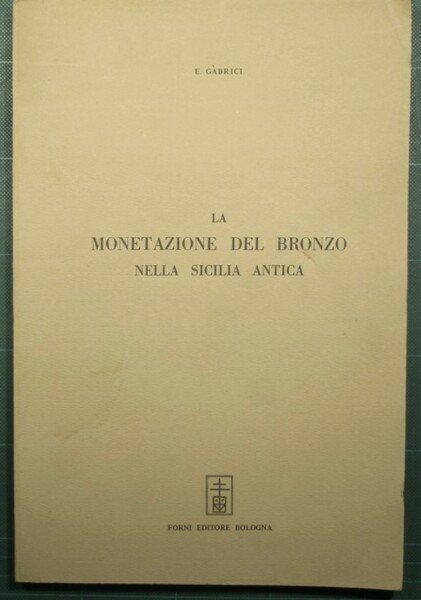 E. GÀBRICI
LA
MONETAZIONE DEL BRONZO
NELLA SICILIA ANTICA
FORNI EDITORE BOLOGNA